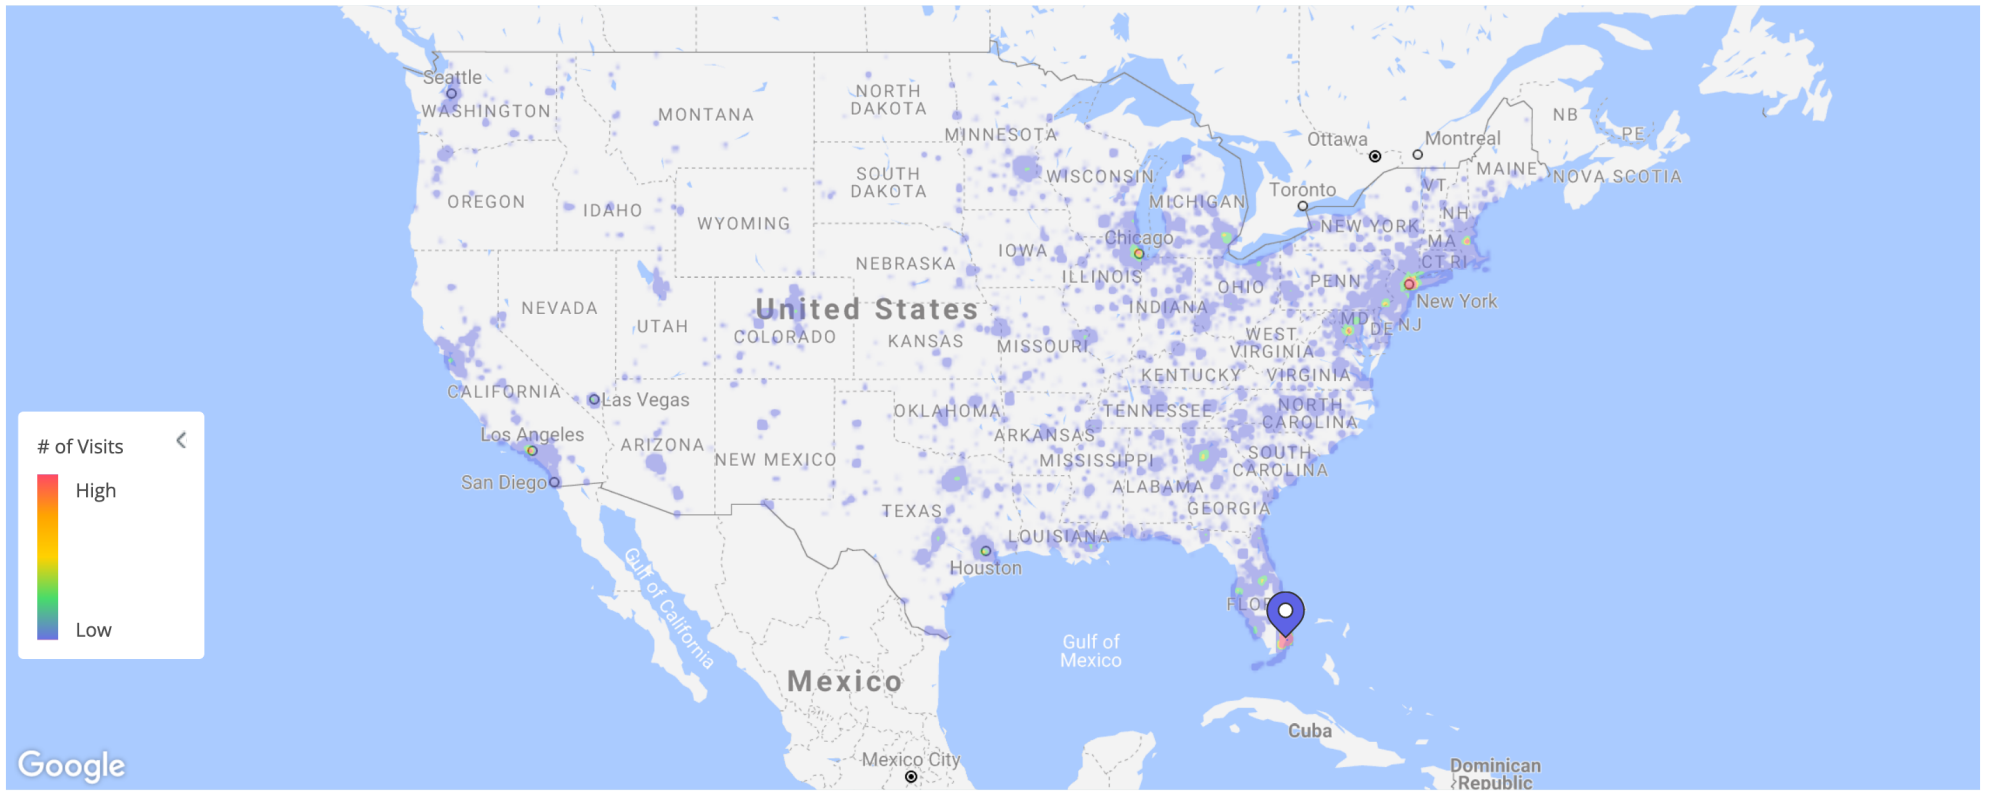 Seattle
WASHINGTON
MONTANA
NORTH
DAKOTA
MINNESOTA
Ottawa
Montreal
NB
PE
MAINE
NOVA SCOTIA
OREGON
IDAHO
SOUTH
DAKOTA
WISCONSIN
MICHIGAN
Toronto
VT
NH
WYOMING
NEW YORK
MA
CT RI
Chicago
IOWA
NEBRASKA
ILLINOIS
INDIANA
OHIO
PENN
New York
NEVADA
United States
UTAH
COLORADO
KANSAS
MISSOURI
WEST
VIRGINIA
MD
DE
NJ
KENTUCKY
VIRGINIA
CALIFORNIA
Las Vegas
OKLAHOMA
TENNESSEE
NORTH
CAROLINA
Los Angeles
ARIZONA
NEW MEXICO
ARKANSAS
MISSISSIPPI
SOUTH
CAROLINA
San Diego
ALABAMA
TEXAS
GEORGIA
LOUISIANA
Houston
Gulf of California
FLOR
Gulf of
Mexico
Mexico
Cuba
Mexico City
Dominican
Republic
# of Visits
High
Low
Google